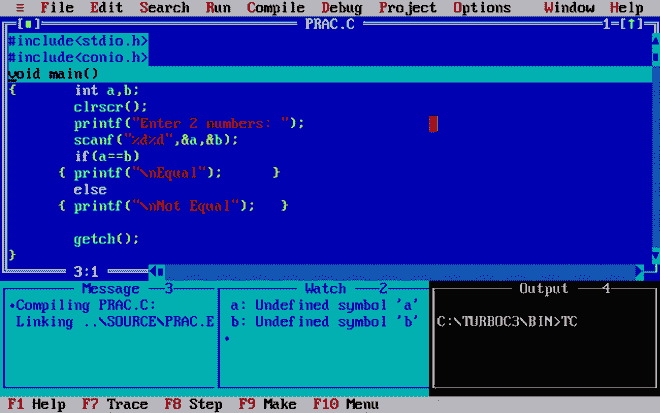 ≡ File Edit Search Run Compile Debug Project Options Window Help
[■] PRAC.C 1=[↑]
#include<stdio.h>
#include<conio.h>
void main()
{ int a,b;
clrscr();
printf("Enter 2 numbers: ");
scanf("%d%d",&a,&b);
if(a==b)
{ printf("\nEqual"); }
else
{ printf("\nNot Equal"); }
getch();
}
3:1
Message 3
•Compiling PRAC.C:
Linking ..\SOURCE\PRAC.E
Watch 2
a: Undefined symbol 'a'
b: Undefined symbol 'b'
Output 4
C:\TURBOC3\BIN>TC
F1 Help F7 Trace F8 Step F9 Make F10 Menu